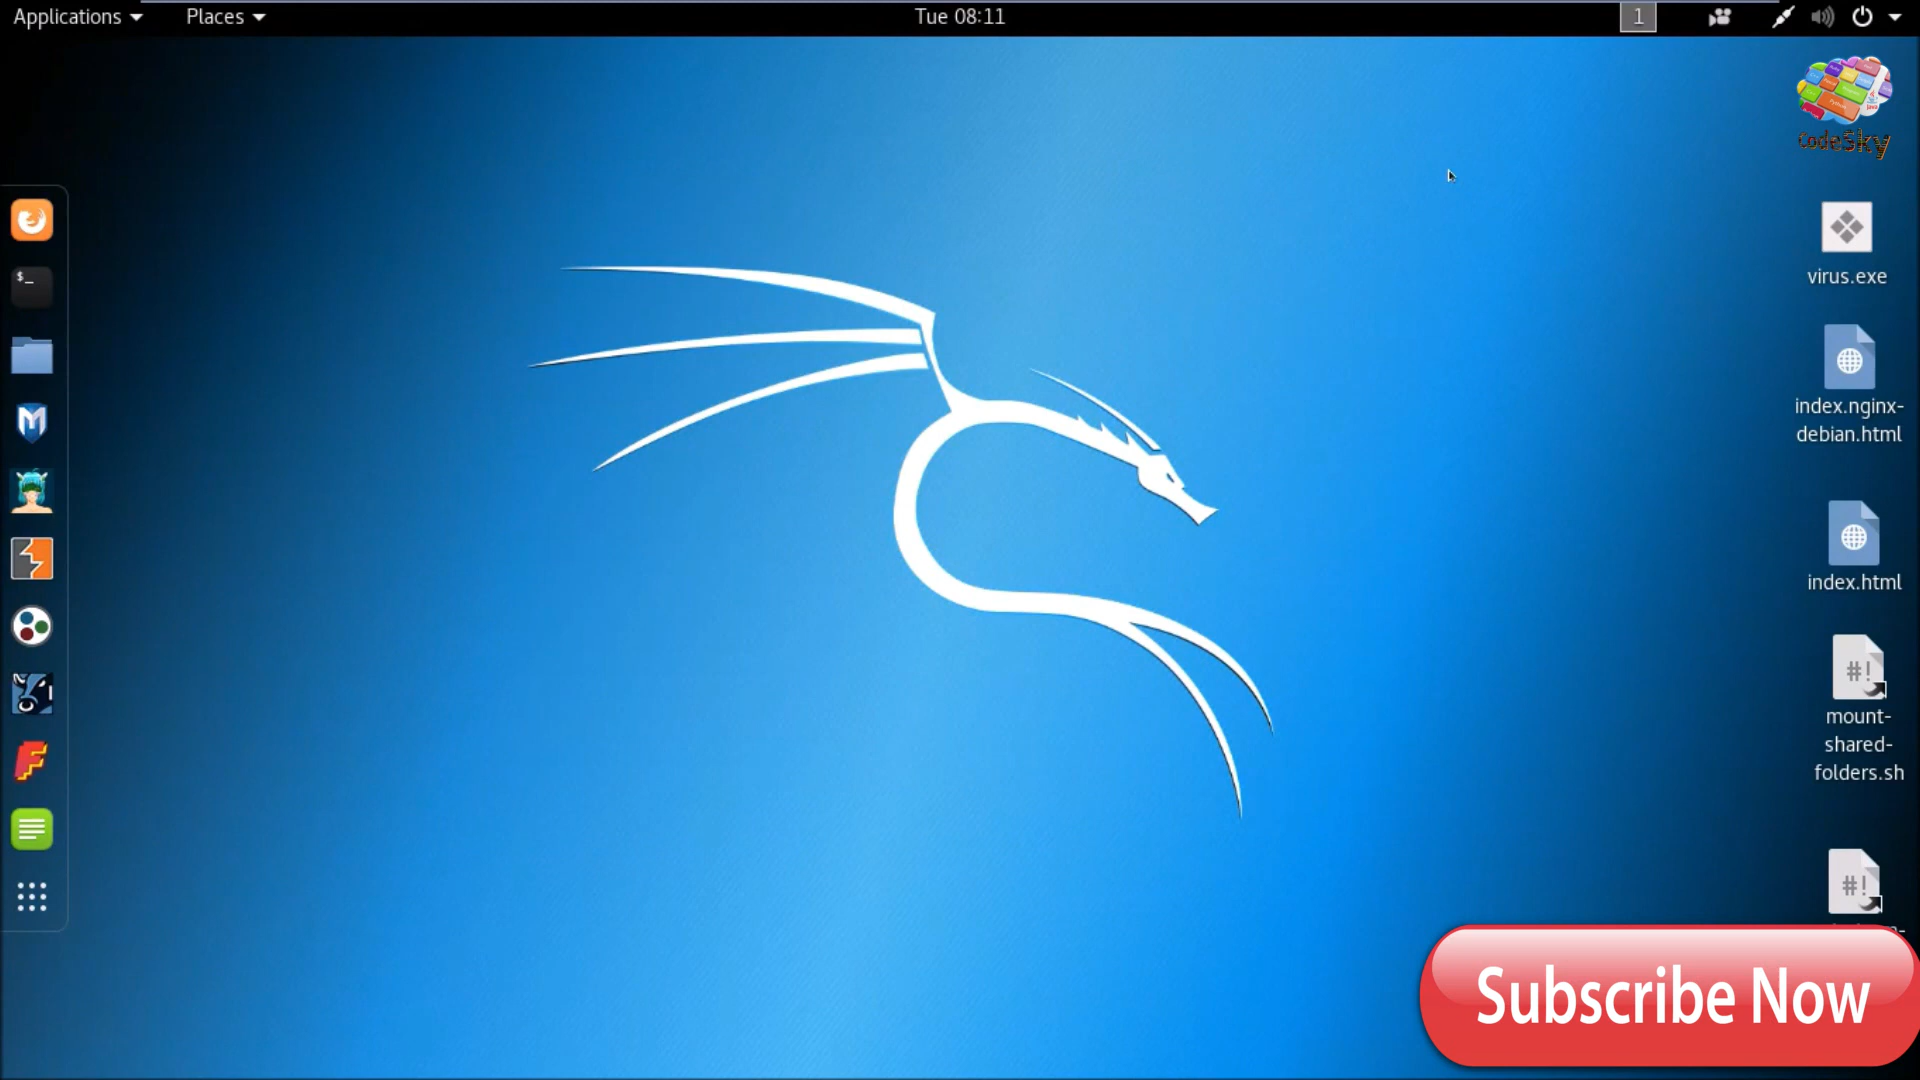 Applications
Places
Tue 08:11
1
CodeSky
virus.exe
index.nginx-
debian.html
index.html
mount-
shared-
folders.sh
Subscribe Now